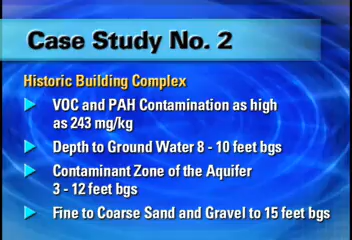 Case Study No. 2
Historic Building Complex
VOC and PAH Contamination as high
as 243 mg/kg
Depth to Ground Water 8 - 10 feet bgs
Contaminant Zone of the Aquifer
3 - 12 feet bgs
Fine to Coarse Sand and Gravel to 15 feet bgs